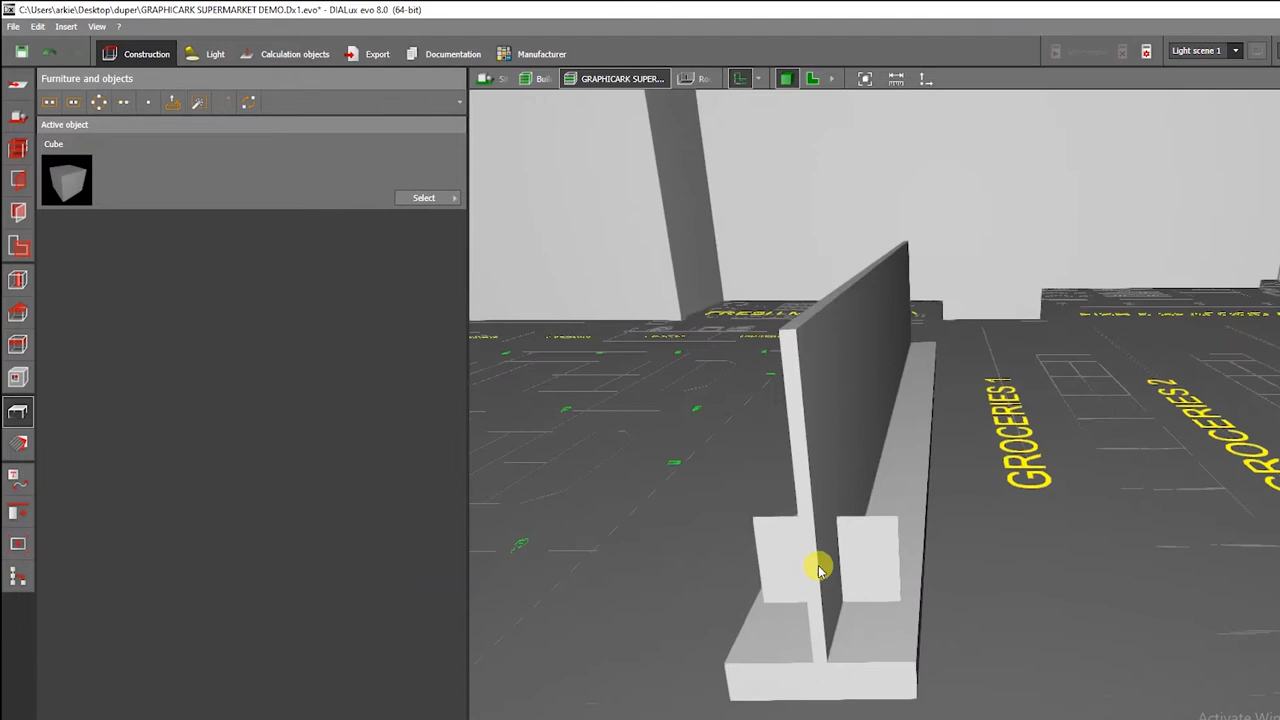 C:\Users\arkie\Desktop\duper\GRAPHICARK SUPERMARKET DEMO.Dx1.evo* - DIALux evo 8.0 (64-bit)
File Edit Insert View ?
Construction Light Calculation objects Export Documentation Manufacturer Light scene 1
Furniture and objects
GRAPHICARK SUPER...
Active object
Cube
Select
GROCERIES 1
GROCERIES 2
Activate Win